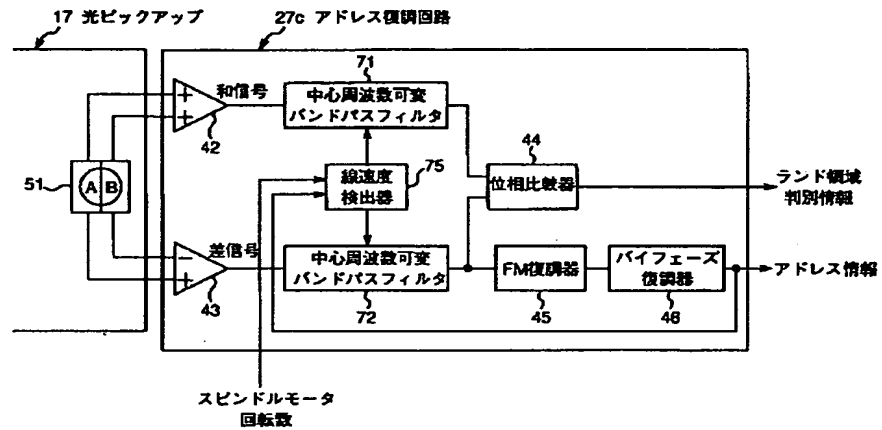 17 光ピックアップ
27c アドレス復調回路
71
和信号
中心周波数可変
バンドパスフィルタ
42
44
51
A
B
線速度
検出器
75
位相比較器
ランド領域
判別情報
差信号
中心周波数可変
バンドパスフィルタ
FM復調器
バイフェーズ
復調器
アドレス情報
43
72
45
46
スピンドルモータ
回転数